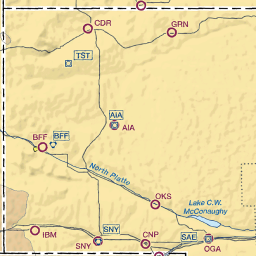 CDR
GRN
TST
AIA
AIA
BFF
BFF
North Platte
OKS
Lake C.W.
McConaughy
IBM
SNY
SNY
CNP
SAE
OGA